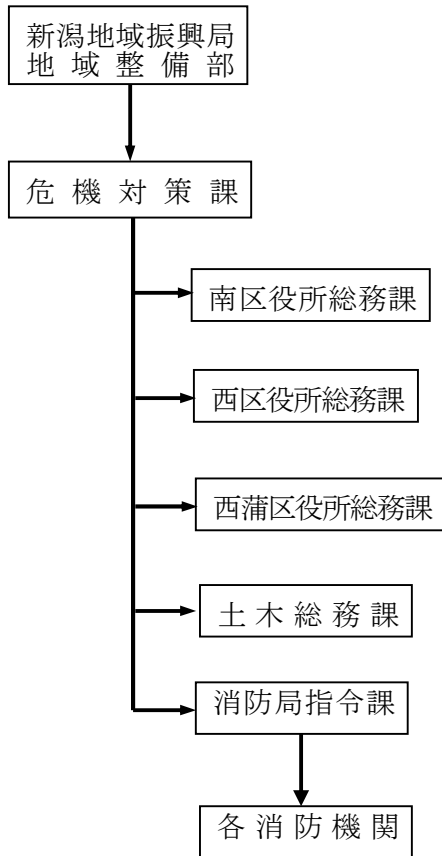 新潟地域振興局
地域整備部
危機対策課
南区役所総務課
西区役所総務課
西蒲区役所総務課
土木総務課
消防局指令課
各消防機関